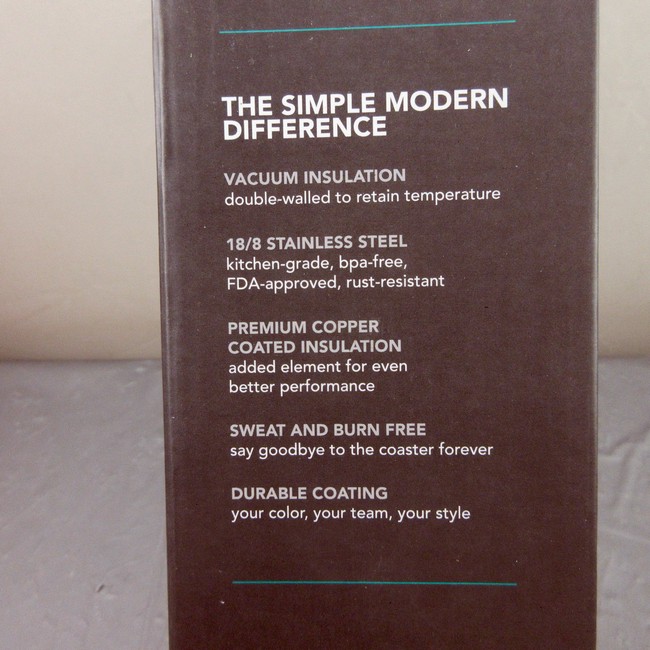 THE SIMPLE MODERN
DIFFERENCE
VACUUM INSULATION
double-walled to retain temperature
18/8 STAINLESS STEEL
kitchen-grade, bpa-free,
FDA-approved, rust-resistant
PREMIUM COPPER
COATED INSULATION
added element for even
better performance
SWEAT AND BURN FREE
say goodbye to the coaster forever
DURABLE COATING
your color, your team, your style